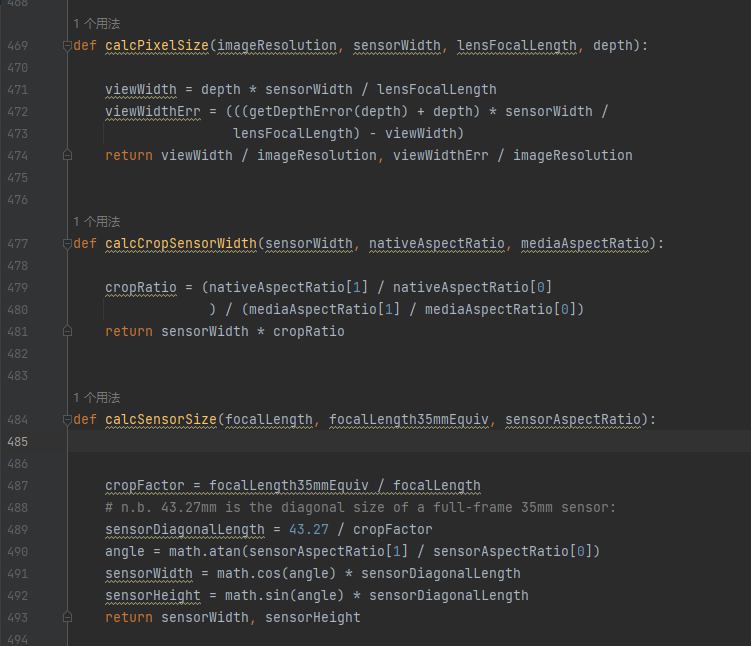 468
1 个用法
469 def calcPixelSize(imageResolution, sensorWidth, lensFocalLength, depth):
470
471 viewWidth = depth * sensorWidth / lensFocalLength
472 viewWidthErr = (((getDepthError(depth) + depth) * sensorWidth /
473 lensFocalLength) - viewWidth)
474 return viewWidth / imageResolution, viewWidthErr / imageResolution
475
476
1 个用法
477 def calcCropSensorWidth(sensorWidth, nativeAspectRatio, mediaAspectRatio):
478
479 cropRatio = (nativeAspectRatio[1] / nativeAspectRatio[0]
480 ) / (mediaAspectRatio[1] / mediaAspectRatio[0])
481 return sensorWidth * cropRatio
482
483
1 个用法
484 def calcSensorSize(focalLength, focalLength35mmEquiv, sensorAspectRatio):
485
486
487 cropFactor = focalLength35mmEquiv / focalLength
488 # n.b. 43.27mm is the diagonal size of a full-frame 35mm sensor:
489 sensorDiagonalLength = 43.27 / cropFactor
490 angle = math.atan(sensorAspectRatio[1] / sensorAspectRatio[0])
491 sensorWidth = math.cos(angle) * sensorDiagonalLength
492 sensorHeight = math.sin(angle) * sensorDiagonalLength
493 return sensorWidth, sensorHeight
494